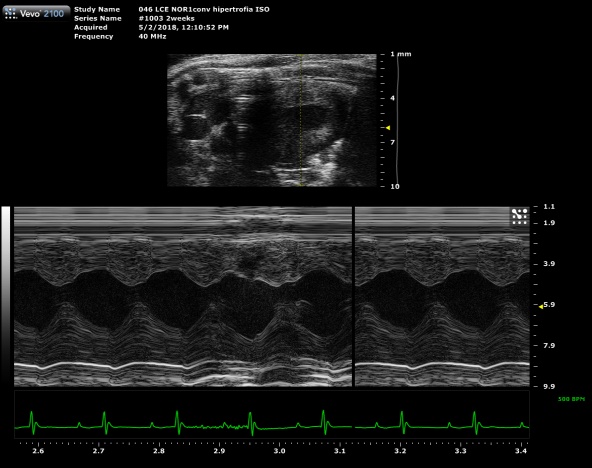 Vevo 2100
Study Name 046 LCE NOR1conv hipertrofia ISO
Series Name #1003 2weeks
Acquired 5/2/2018, 12:10:52 PM
Frequency 40 MHz
1 mm
4
7
10
1.1
1.9
3.9
5.9
7.9
9.9
500 BPM
2.6 2.7 2.8 2.9 3.0 3.1 3.2 3.3 3.4